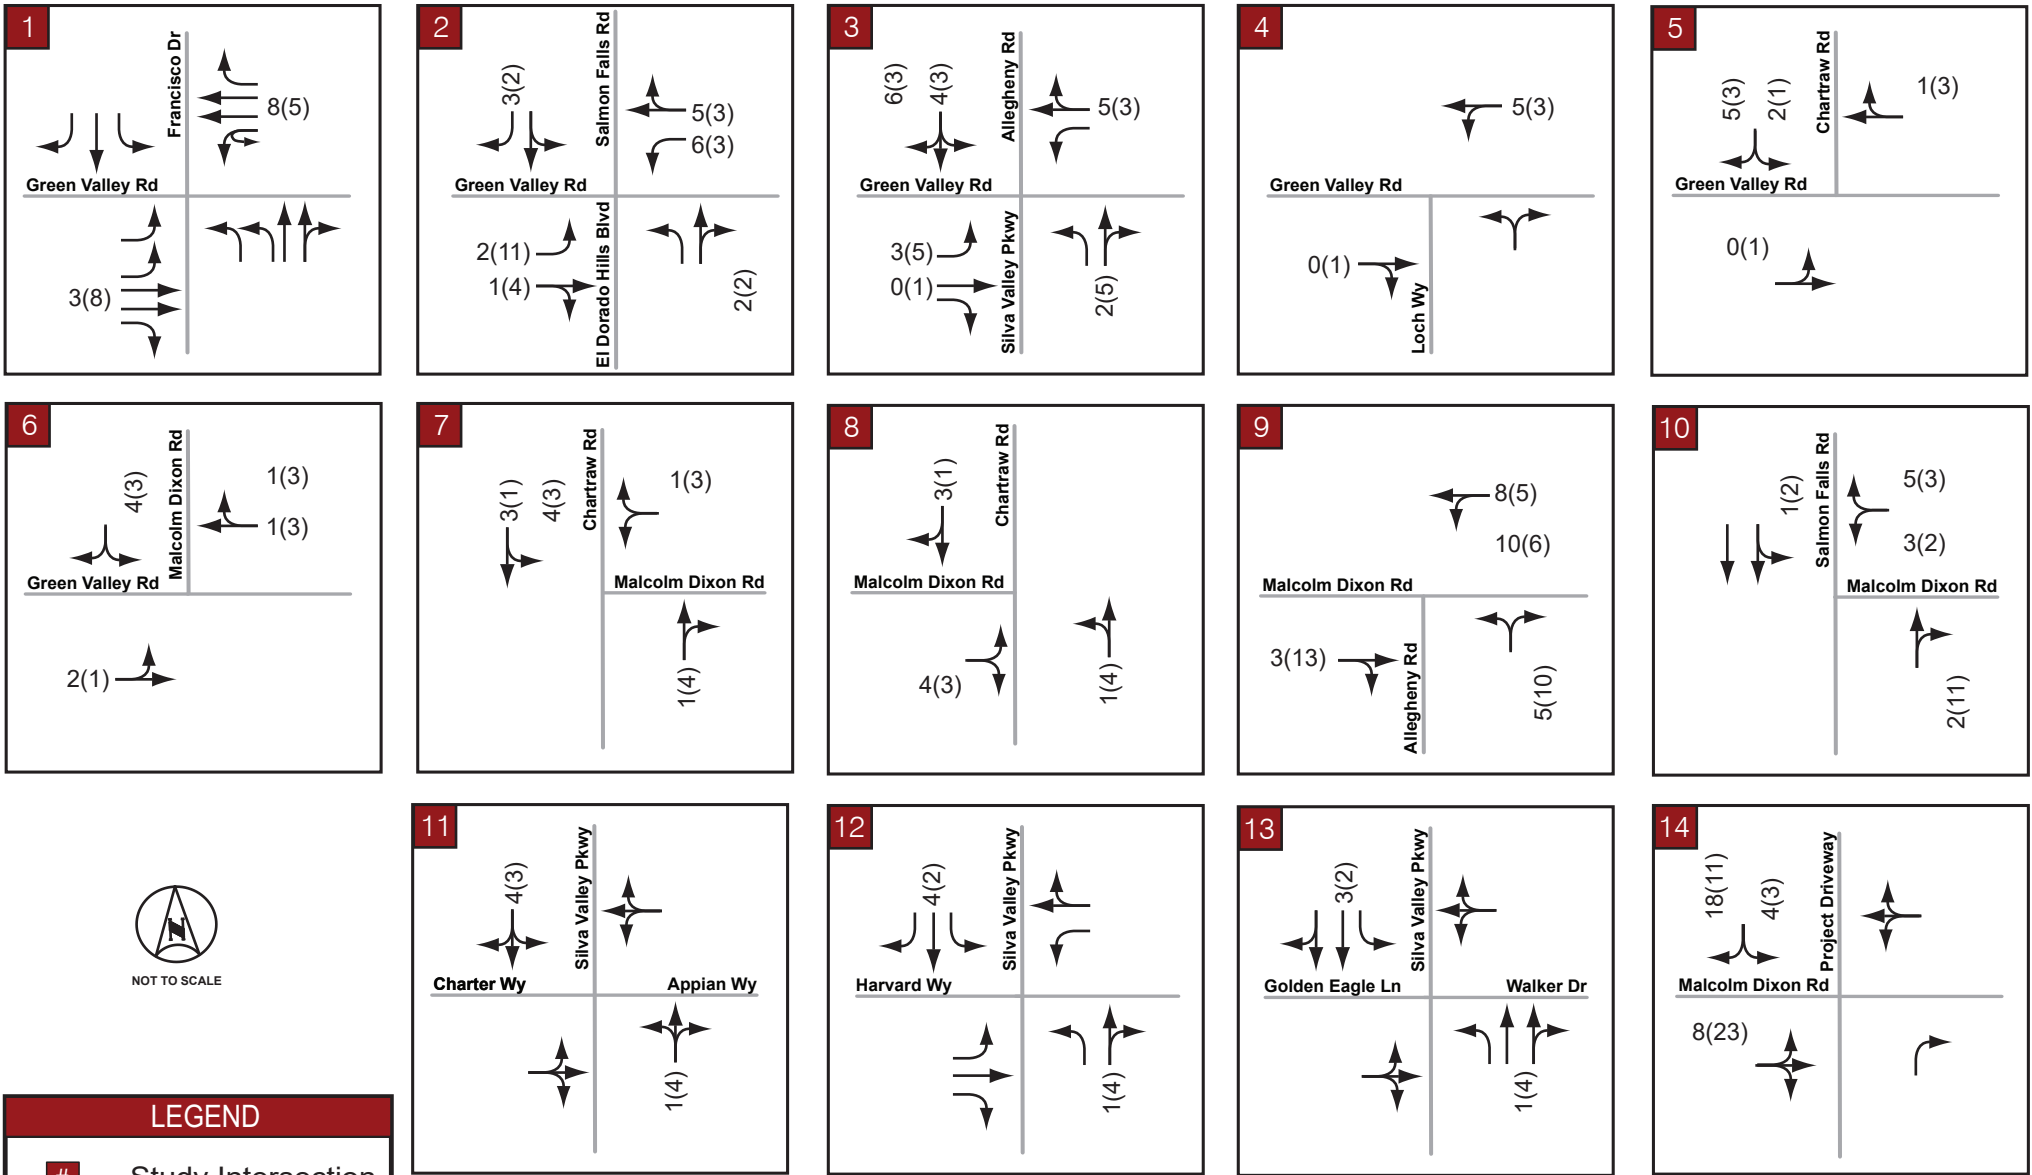 1
Francisco Dr
8(5)
Green Valley Rd
3(8)
2
3(2)
Salmon Falls Rd
5(3)
6(3)
Green Valley Rd
2(11)
1(4)
El Dorado Hills Blvd
2(2)
3
6(3)
4(3)
Allegheny Rd
5(3)
Green Valley Rd
3(5)
0(1)
Silva Valley Pkwy
2(5)
4
5(3)
Green Valley Rd
0(1)
Loch Wy
5
5(3)
2(1)
Chartraw Rd
1(3)
Green Valley Rd
0(1)
6
4(3)
Malcolm Dixon Rd
1(3)
1(3)
Green Valley Rd
2(1)
7
3(1)
4(3)
Chartraw Rd
1(3)
Malcolm Dixon Rd
1(4)
8
3(1)
Chartraw Rd
Malcolm Dixon Rd
4(3)
1(4)
9
8(5)
10(6)
Malcolm Dixon Rd
3(13)
Allegheny Rd
5(10)
10
1(2)
Salmon Falls Rd
5(3)
3(2)
Malcolm Dixon Rd
2(11)
N
NOT TO SCALE
11
4(3)
Silva Valley Pkwy
Charter Wy
Appian Wy
1(4)
12
4(2)
Silva Valley Pkwy
Harvard Wy
1(4)
13
3(2)
Silva Valley Pkwy
Golden Eagle Ln
Walker Dr
1(4)
14
18(11)
4(3)
Project Driveway
Malcolm Dixon Rd
8(23)
LEGEND
# Study Intersection